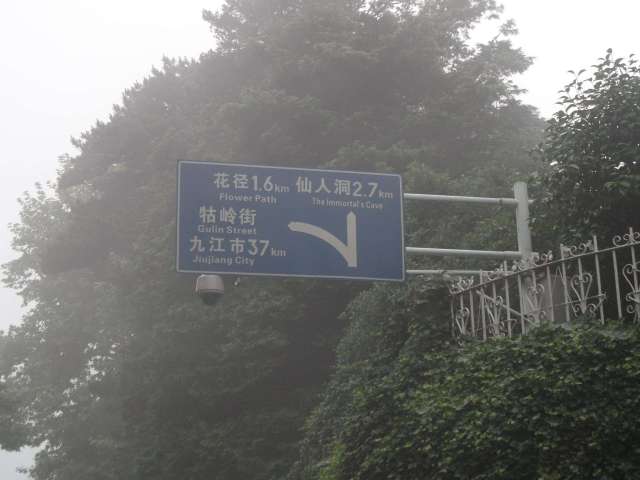 花径1.6km 仙人洞2.7km
Flower Path The Immortal's Cave
牯岭街
Gulin Street
九江市37km
Jiujiang City